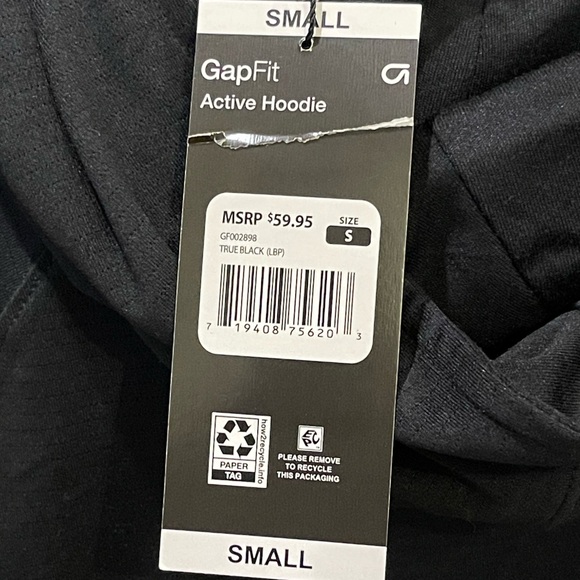 SMALL
GapFit
G
Active Hoodie
MSRP $59.95
SIZE
S
GF002898
TRUE BLACK (LBP)
7 19408 75620 3
how2recycle.info
PAPER
TAG
PLEASE REMOVE
TO RECYCLE
THIS PACKAGING
SMALL